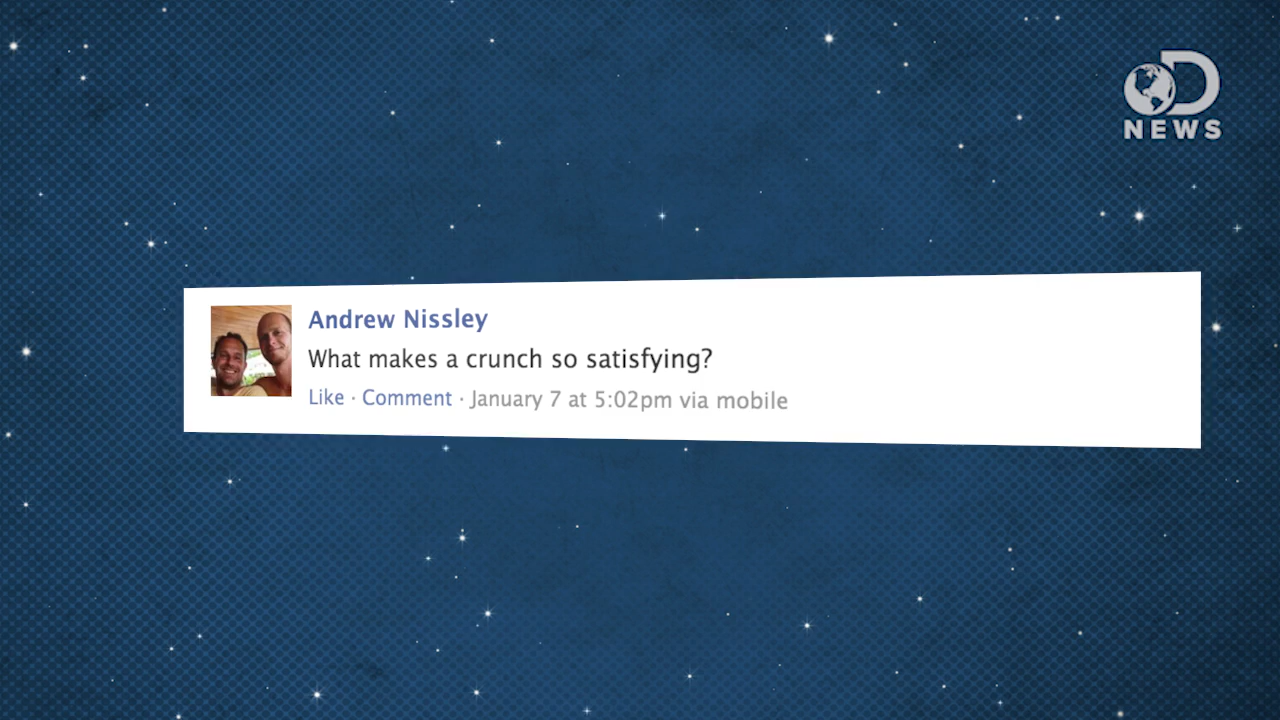 D
NEWS
Andrew Nissley
What makes a crunch so satisfying?
Like · Comment · January 7 at 5:02pm via mobile